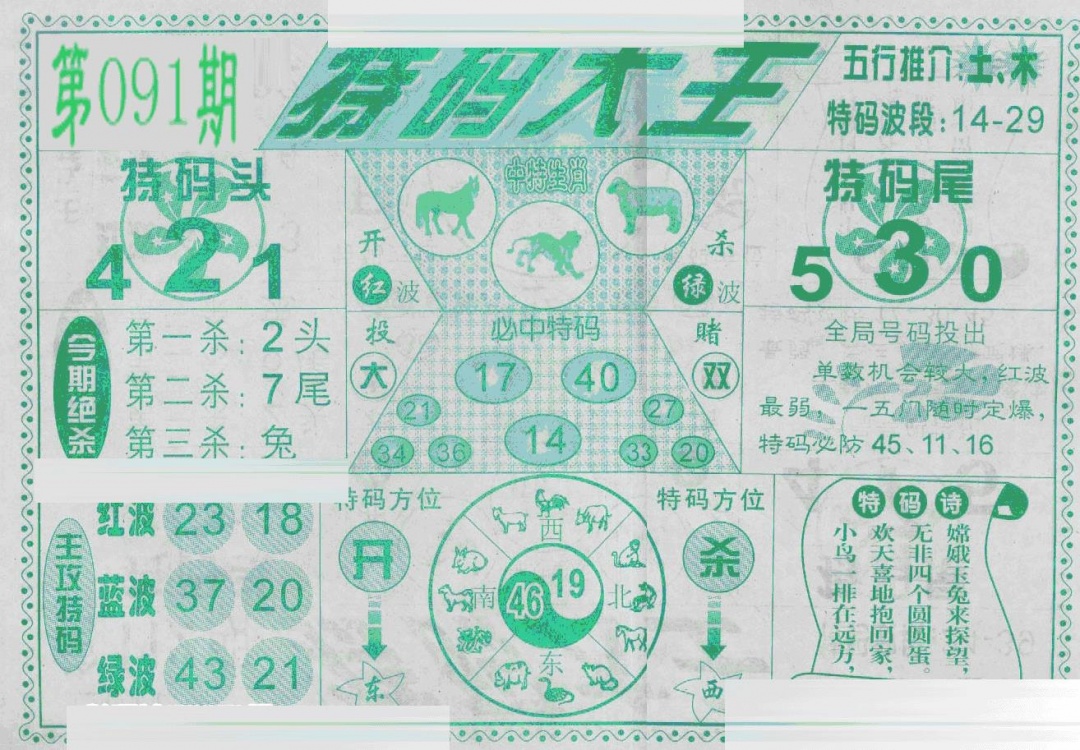 第091期
特码大王
五行推介:土、木
特码波段:14-29
特码头
4 2 1
中特生肖
开
红波
杀
绿波
特码尾
5 3 0
今期绝杀
第一杀:2头
第二杀:7尾
第三杀:兔
投
大
必中特码
17 40
21 14 27
34 36 33 20
赌
双
全局号码投出
单数机会较大,红波
最弱,一五门随时定爆,
特码必防45、11、16
主攻特码
红波 23 18
蓝波 37 20
绿波 43 21
特码方位
开
东
西
南
北
东
46 19
特码方位
杀
西
特码诗
嫦娥玉兔来探望,
无非四个圆圆蛋。
欢天喜地抱回家,
小鸟一排在远方,